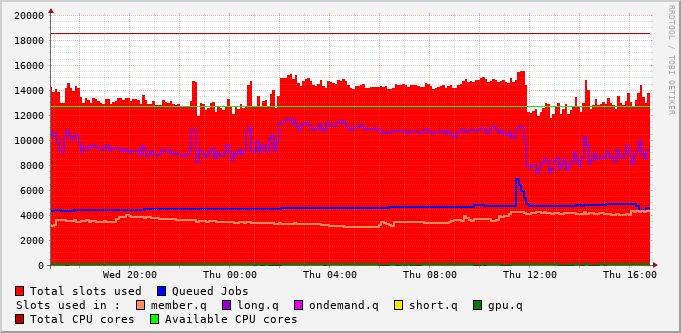 20000
18000
16000
14000
12000
10000
8000
6000
4000
2000
0
Wed 20:00 Thu 00:00 Thu 04:00 Thu 08:00 Thu 12:00 Thu 16:00
Total slots used Queued Jobs
Slots used in : member.q long.q ondemand.q short.q gpu.q
Total CPU cores Available CPU cores
RRDTOOL / TOBI OETIKER